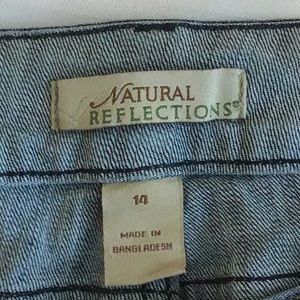 NATURAL
REFLECTIONS®
14
MADE IN
BANGLADESH